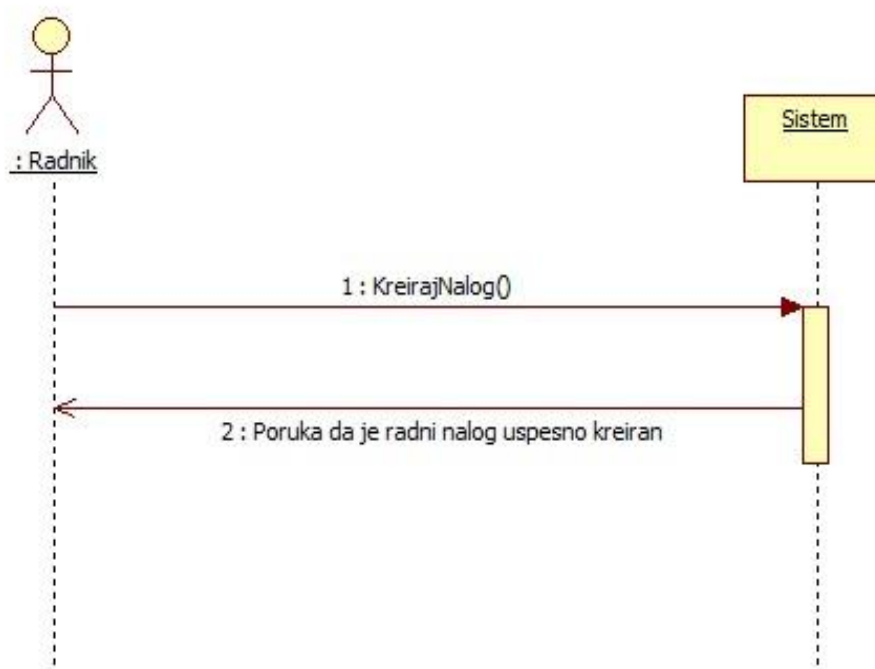 Sistem
: Radnik
1 : KreirajNalog()
2 : Poruka da je radni nalog uspesno kreiran